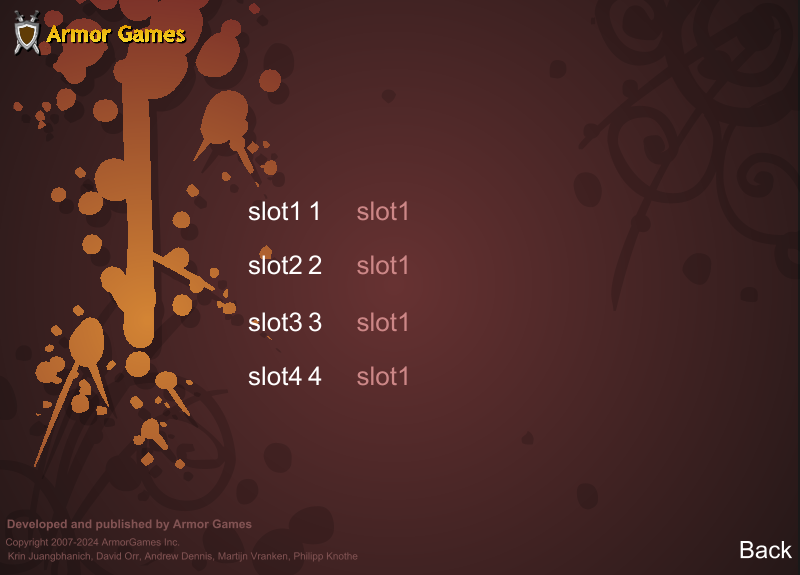 Armor Games
slot1 1 slot1
slot2 2 slot1
slot3 3 slot1
slot4 4 slot1
Developed and published by Armor Games
Copyright 2007-2024 ArmorGames Inc.
Krin Juangbhanich, David Orr, Andrew Dennis, Martijn Vranken, Philipp Knothe
Back